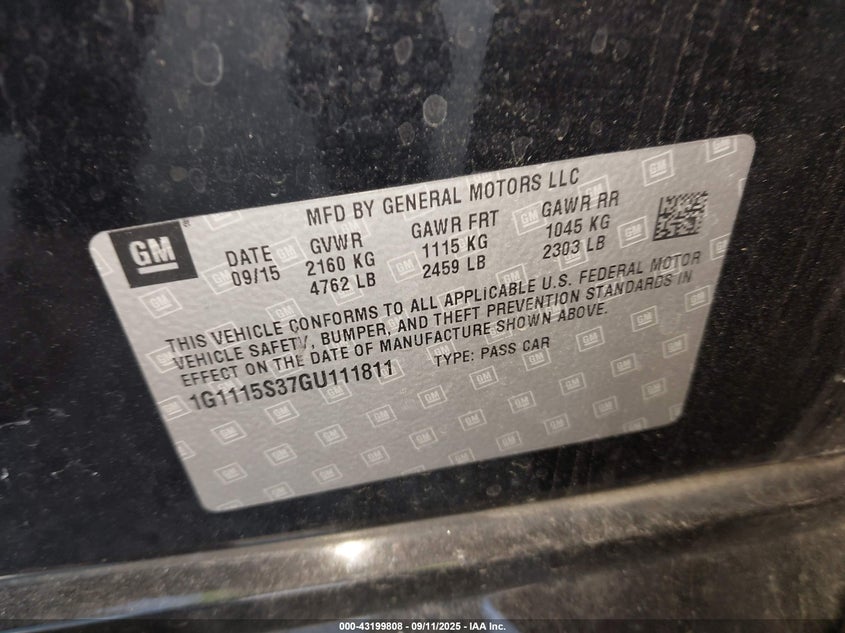 MFD BY GENERAL MOTORS LLC
GM
DATE GVWR GAWR FRT GAWR RR
09/15 2160 KG 1115 KG 1045 KG
4762 LB 2459 LB 2303 LB
THIS VEHICLE CONFORMS TO ALL APPLICABLE U.S. FEDERAL MOTOR
VEHICLE SAFETY, BUMPER, AND THEFT PREVENTION STANDARDS IN
EFFECT ON THE DATE OF MANUFACTURE SHOWN ABOVE.
1G1115S37GU111811 TYPE: PASS CAR
000-43199808 - 09/11/2025 - IAA Inc.